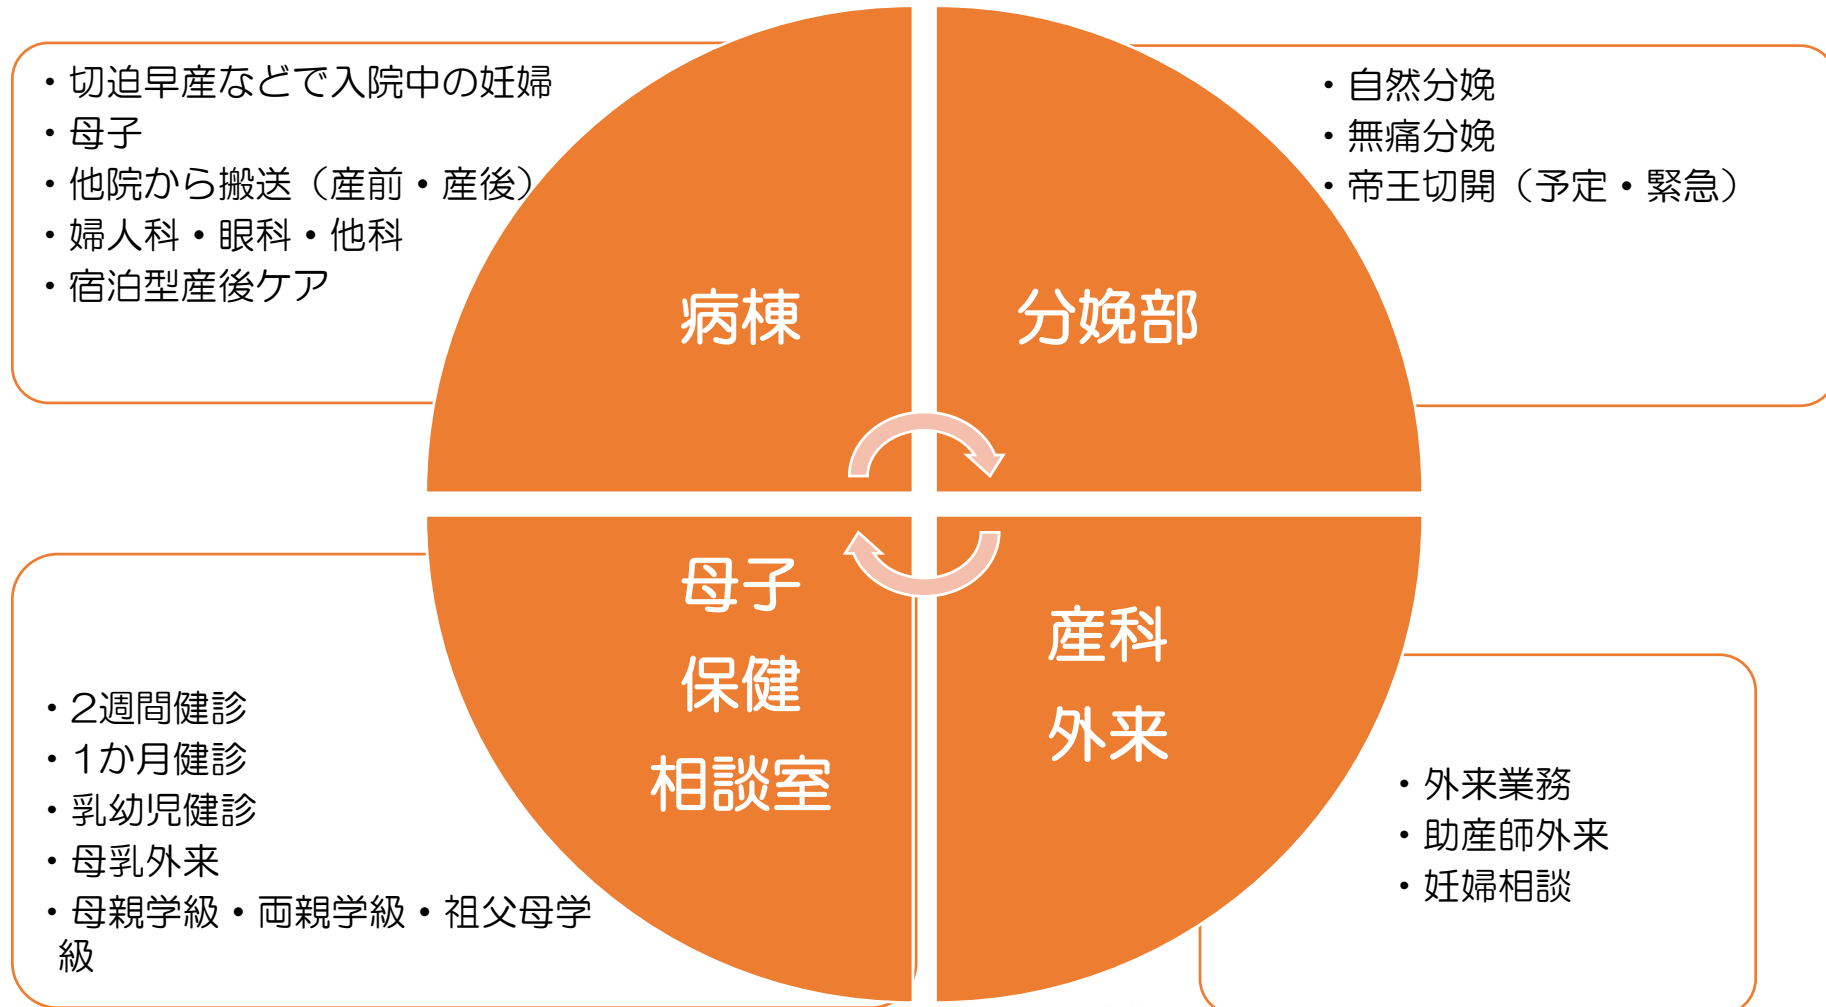 ・切迫早産などで入院中の妊婦
・母子
・他院から搬送（産前・産後）
・婦人科・眼科・他科
・宿泊型産後ケア
病棟
・自然分娩
・無痛分娩
・帝王切開（予定・緊急）
分娩部
・2週間健診
・1か月健診
・乳幼児健診
・母乳外来
・母親学級・両親学級・祖父母学
級
母子
保健
相談室
産科
外来
・外来業務
・助産師外来
・妊婦相談